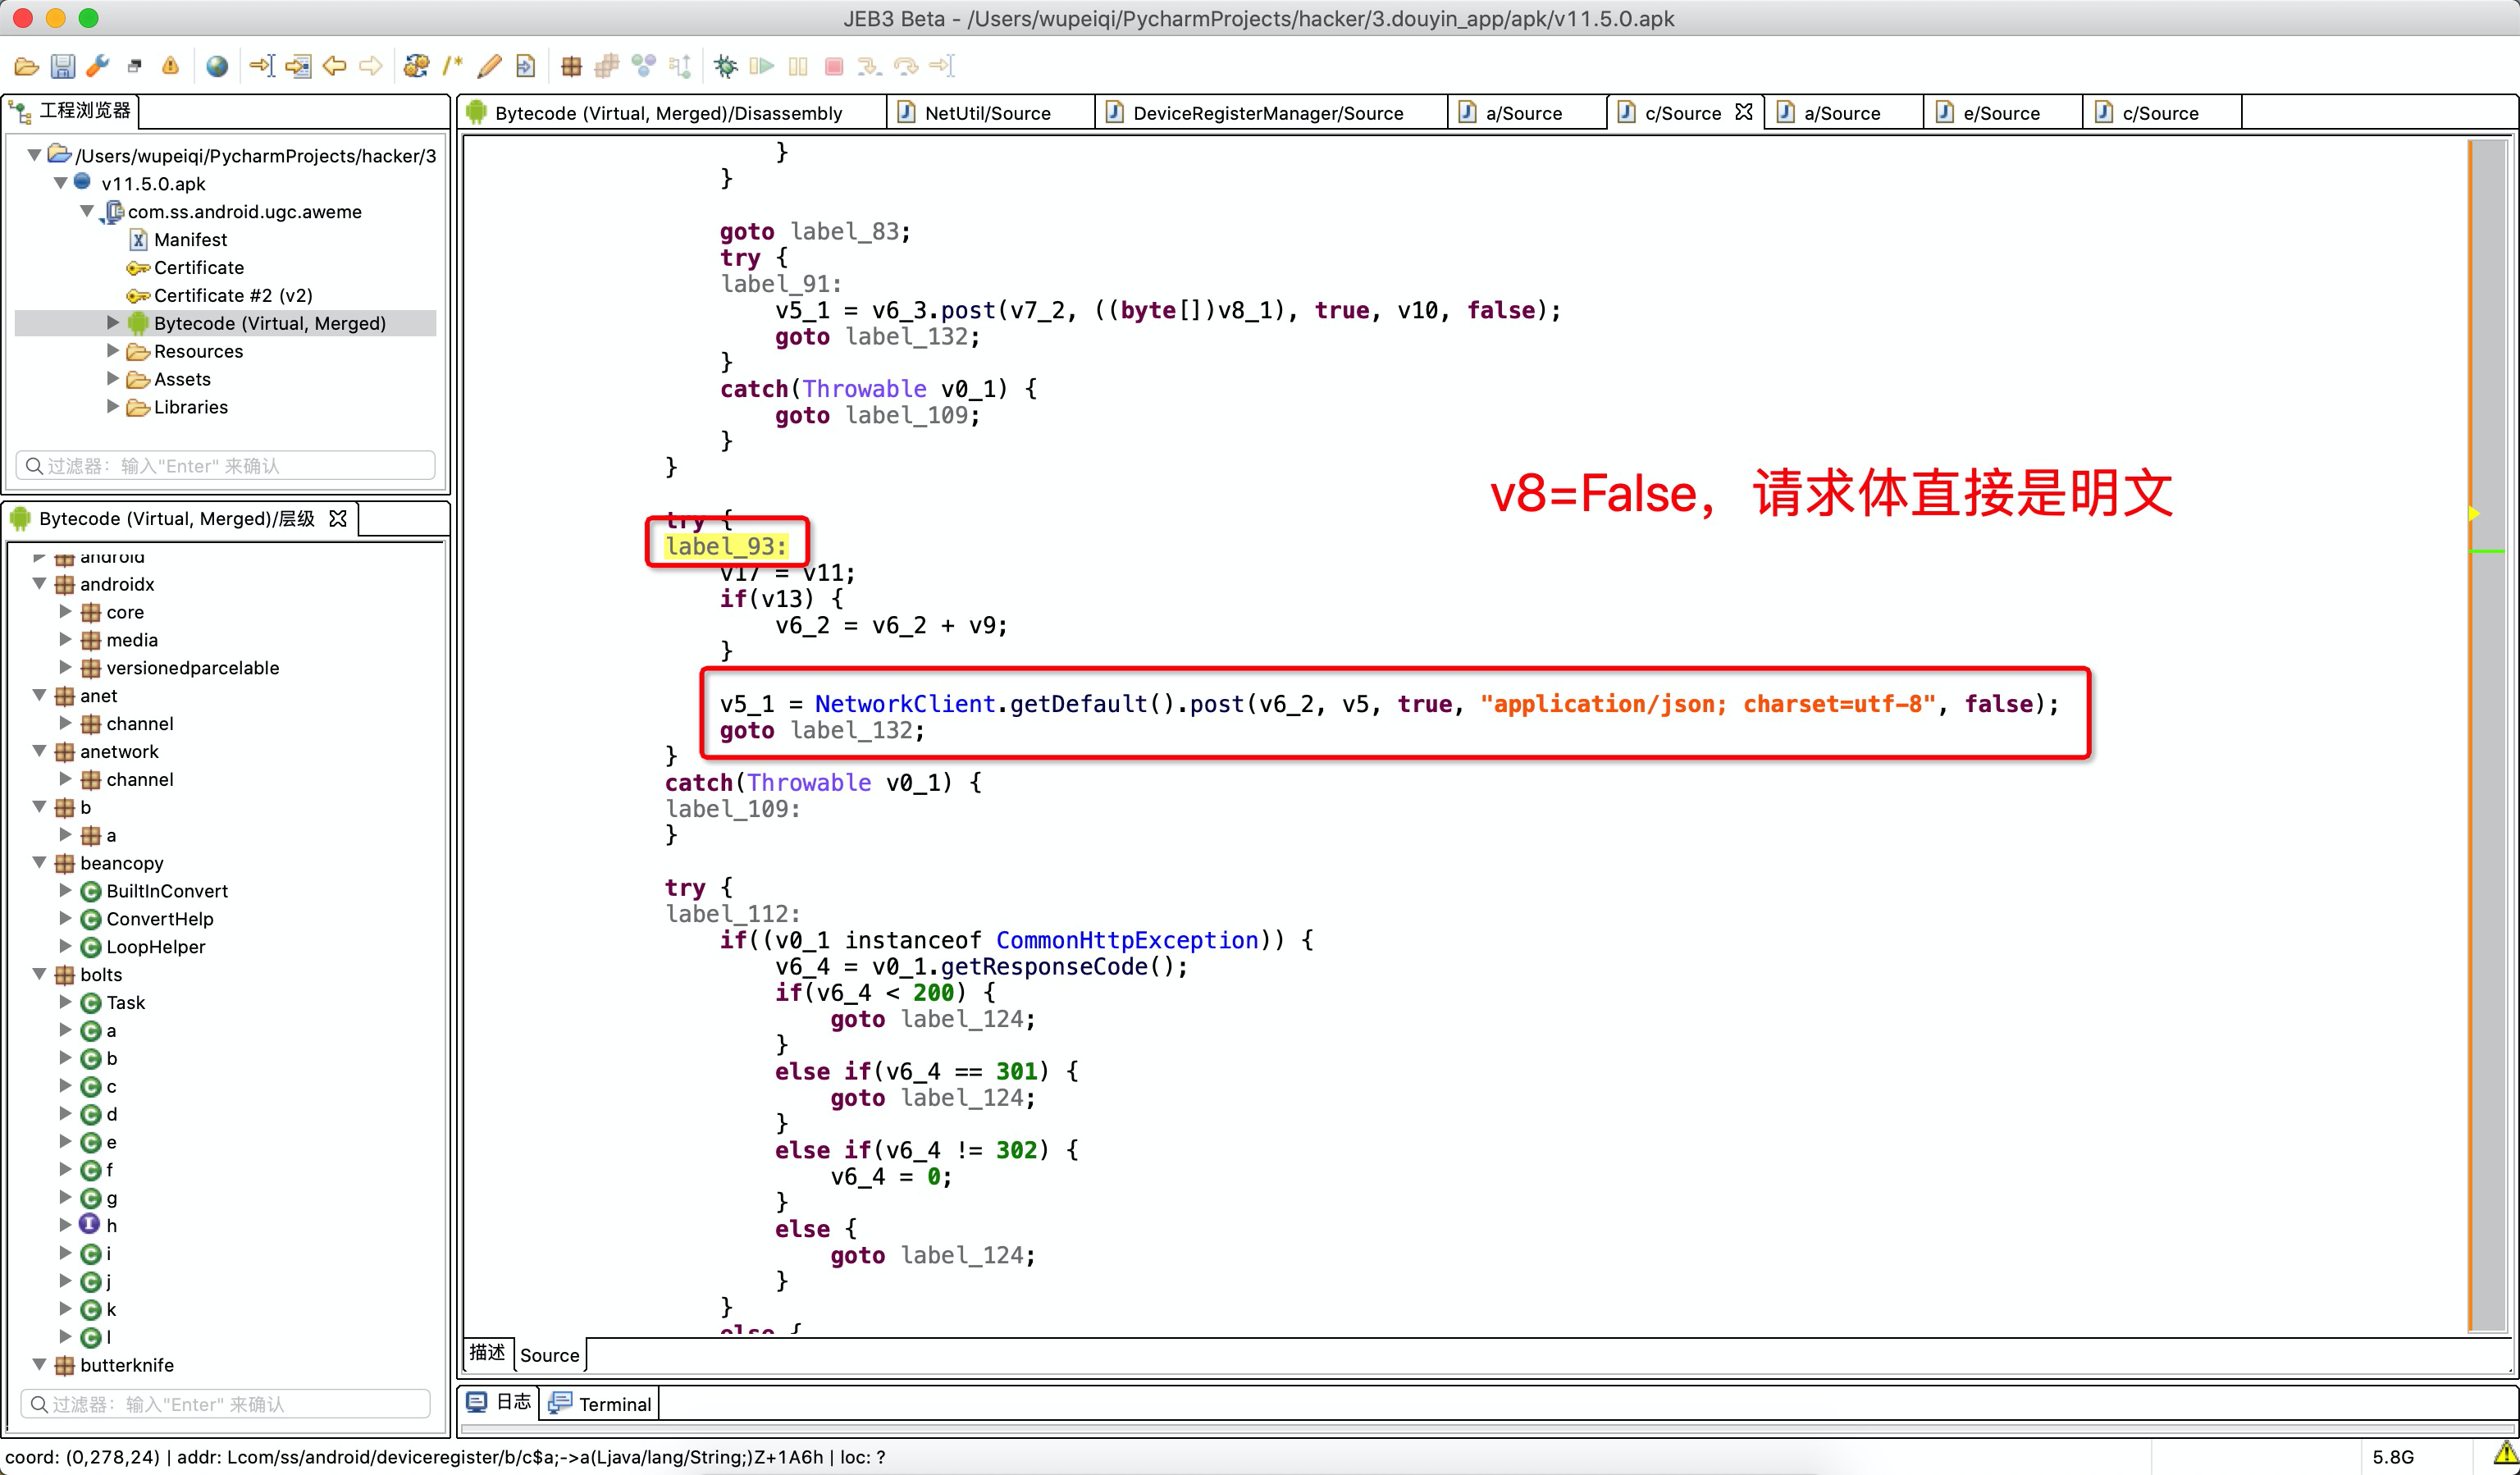 JEB3 Beta - /Users/wupeiqi/PycharmProjects/hacker/3.douyin_app/apk/v11.5.0.apk
工程浏览器
/Users/wupeiqi/PycharmProjects/hacker/3
v11.5.0.apk
com.ss.android.ugc.aweme
Manifest
Certificate
Certificate #2 (v2)
Bytecode (Virtual, Merged)
Resources
Assets
Libraries
过滤器：输入"Enter" 来确认
Bytecode (Virtual, Merged)/层级
android
androidx
core
media
versionedparcelable
anet
channel
anetwork
channel
b
a
beancopy
BuiltInConvert
ConvertHelp
LoopHelper
bolts
Task
a
b
c
d
e
f
g
h
i
j
k
l
butterknife
过滤器：输入"Enter" 来确认
Bytecode (Virtual, Merged)/Disassembly
NetUtil/Source
DeviceRegisterManager/Source
a/Source
c/Source
a/Source
e/Source
c/Source
}
}
goto label_83;
try {
label_91:
v5_1 = v6_3.post(v7_2, ((byte[])v8_1), true, v10, false);
goto label_132;
}
catch(Throwable v0_1) {
goto label_109;
}
}
v8=False，请求体直接是明文
try {
label_93:
v17 = v11;
if(v13) {
v6_2 = v6_2 + v9;
}
v5_1 = NetworkClient.getDefault().post(v6_2, v5, true, "application/json; charset=utf-8", false);
goto label_132;
}
catch(Throwable v0_1) {
label_109:
}
try {
label_112:
if((v0_1 instanceof CommonHttpException)) {
v6_4 = v0_1.getResponseCode();
if(v6_4 < 200) {
goto label_124;
}
else if(v6_4 == 301) {
goto label_124;
}
else if(v6_4 != 302) {
v6_4 = 0;
}
else {
goto label_124;
}
}
else {
描述
Source
日志
Terminal
coord: (0,278,24) | addr: Lcom/ss/android/deviceregister/b/c$a;->a(Ljava/lang/String;)Z+1A6h | loc: ?
5.8G